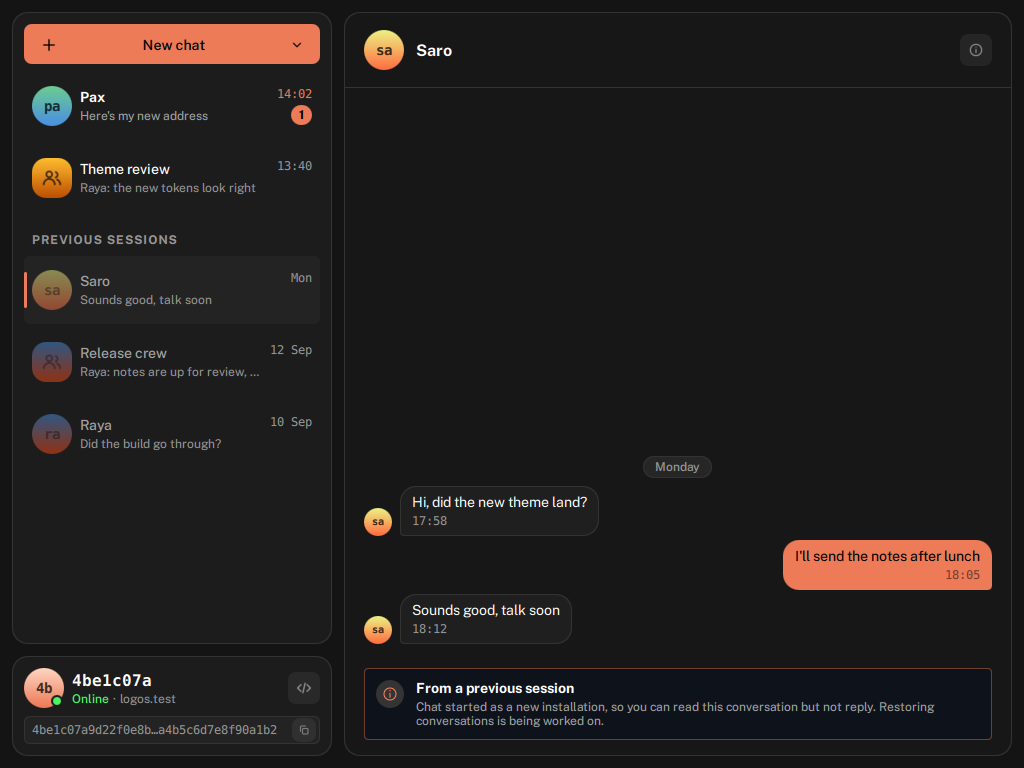 New chat
pa
Pax
14:02
Here's my new address
1
Theme review
13:40
Raya: the new tokens look right
PREVIOUS SESSIONS
sa
Saro
Mon
Sounds good, talk soon
Release crew
12 Sep
Raya: notes are up for review, ...
ra
Raya
10 Sep
Did the build go through?
4b
4be1c07a
Online · logos.test
4be1c07a9d22f0e8b…a4b5c6d7e8f90a1b2
sa
Saro
Monday
Hi, did the new theme land?
sa
17:58
I'll send the notes after lunch
18:05
Sounds good, talk soon
sa
18:12
From a previous session
Chat started as a new installation, so you can read this conversation but not reply. Restoring
conversations is being worked on.